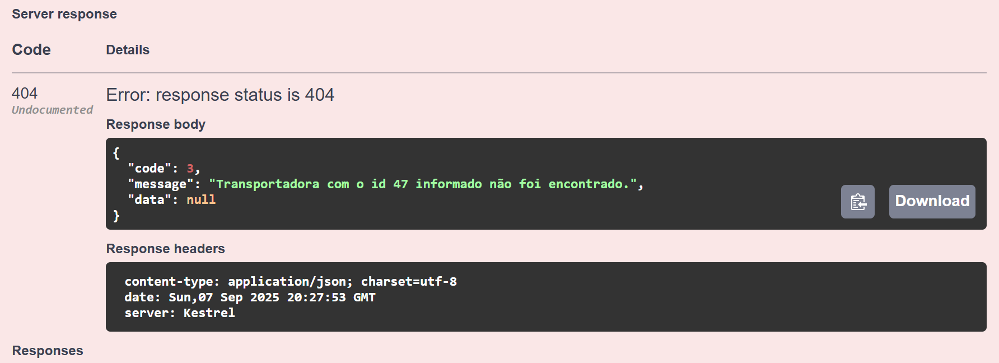 Server response
Code Details
404 Error: response status is 404
Undocumented
Response body
{
  "code": 3,
  "message": "Transportadora com o id 47 informado não foi encontrado.",
  "data": null
}
Download
Response headers
content-type: application/json; charset=utf-8
date: Sun,07 Sep 2025 20:27:53 GMT
server: Kestrel
Responses